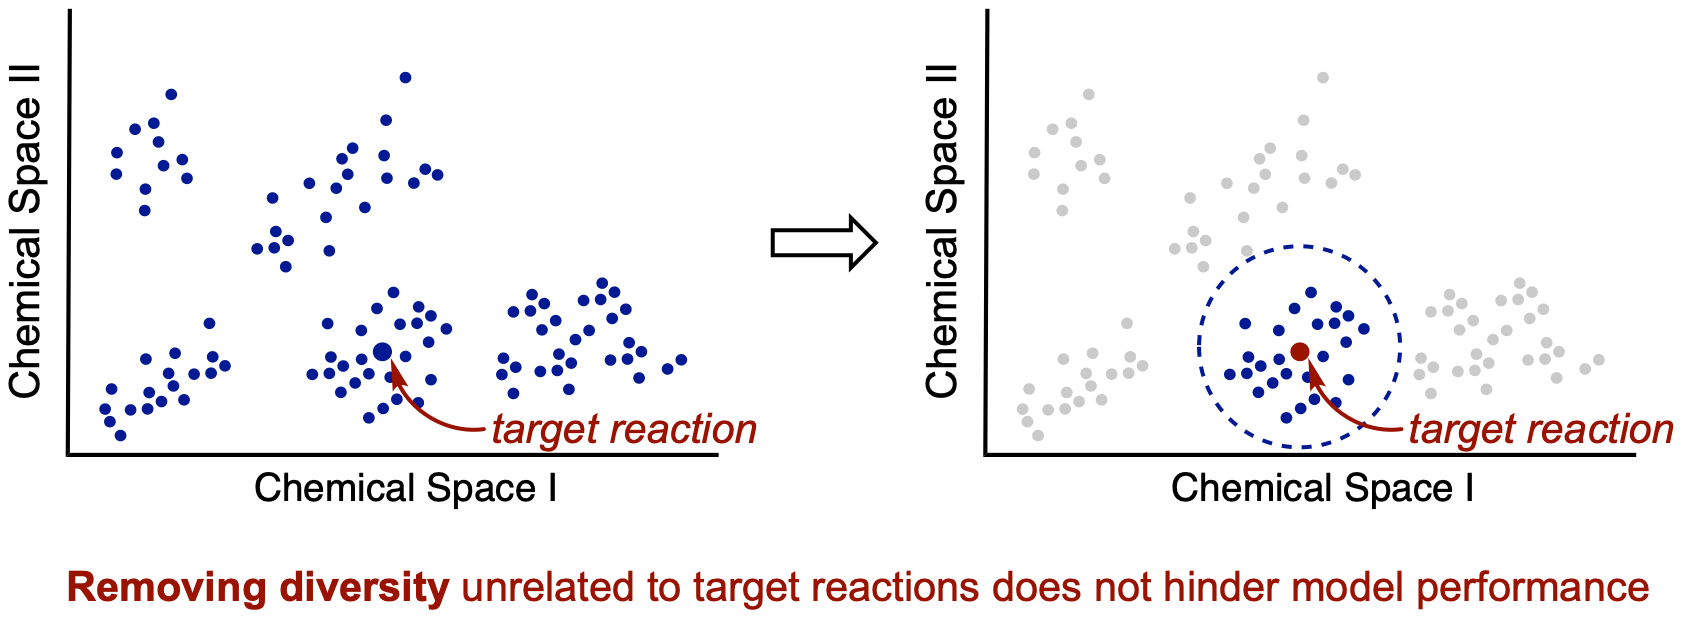 Chemical Space II
target reaction
Chemical Space I
Chemical Space II
target reaction
Chemical Space I
Removing diversity unrelated to target reactions does not hinder model performance